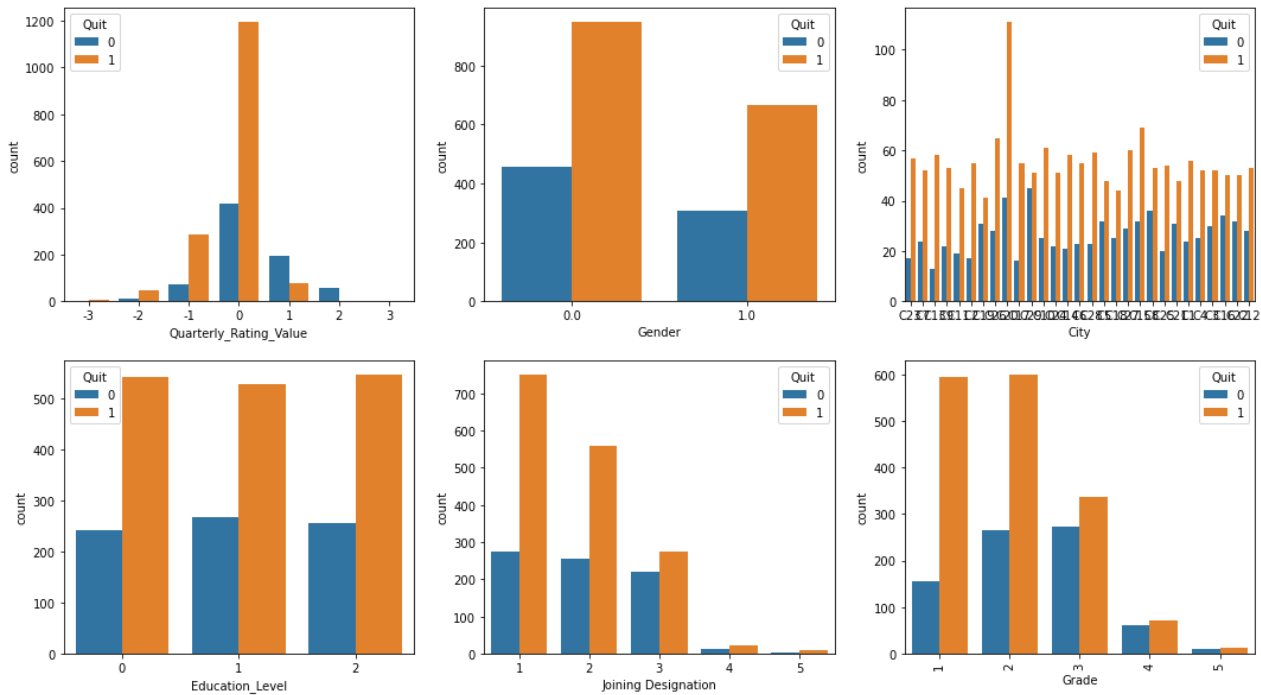 Quit
0
1
count
1200
1000
800
600
400
200
0
-3 -2 -1 0 1 2 3
Quarterly_Rating_Value
Quit
0
1
count
800
600
400
200
0
0.0 1.0
Gender
Quit
0
1
count
100
80
60
40
20
0
City
Quit
0
1
count
500
400
300
200
100
0
0 1 2
Education_Level
Quit
0
1
count
700
600
500
400
300
200
100
0
1 2 3 4 5
Joining Designation
Quit
0
1
count
600
500
400
300
200
100
0
1 2 3 4 5
Grade